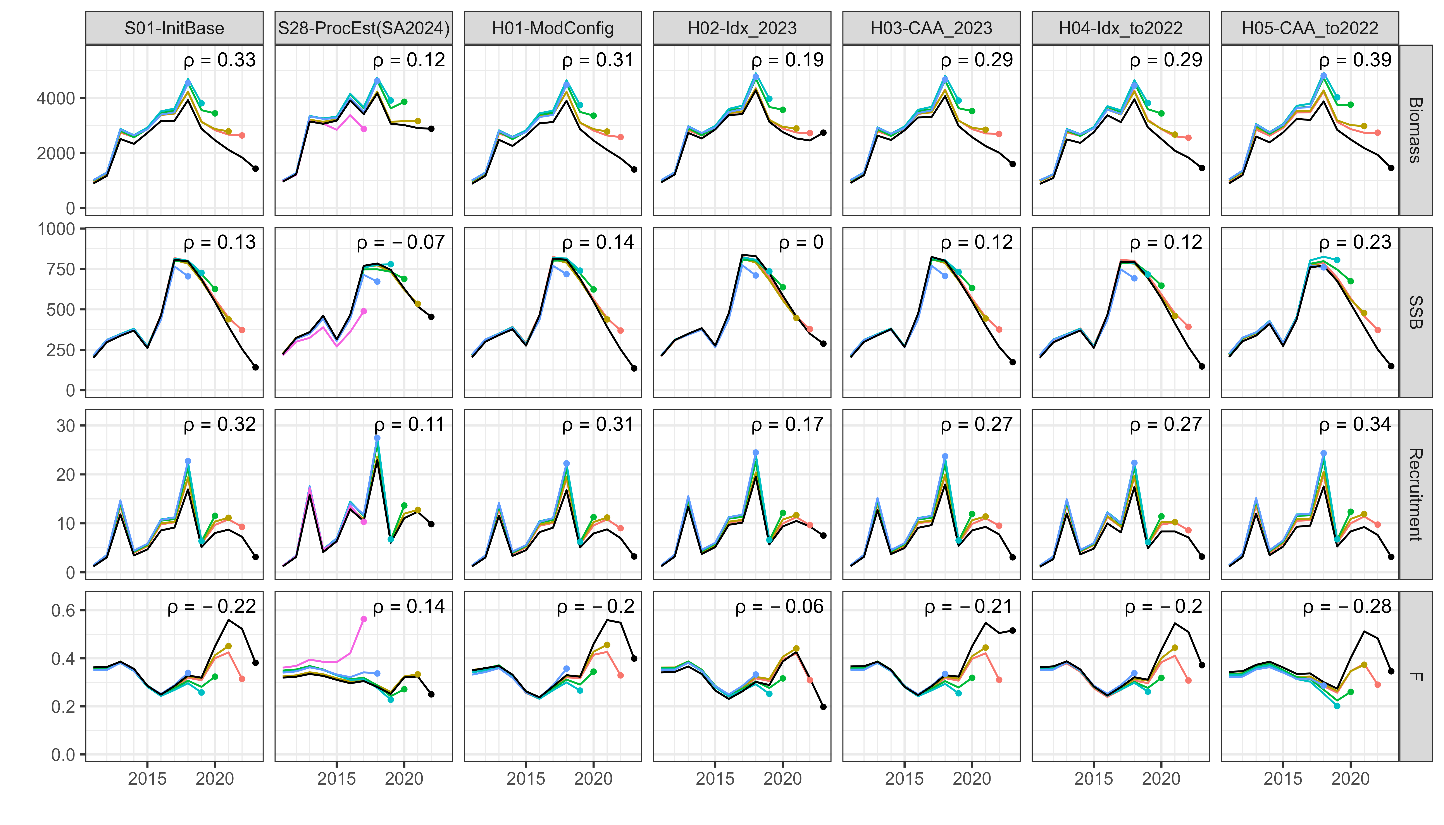 S01-InitBase S28-ProcEst(SA2024) H01-ModConfig H02-Idx_2023 H03-CAA_2023 H04-Idx_to2022 H05-CAA_to2022
ρ = 0.33 ρ = 0.12 ρ = 0.31 ρ = 0.19 ρ = 0.29 ρ = 0.29 ρ = 0.39
4000
2000
0
Biomass
ρ = 0.13 ρ = −0.07 ρ = 0.14 ρ = 0 ρ = 0.12 ρ = 0.12 ρ = 0.23
1000
750
500
250
0
SSB
ρ = 0.32 ρ = 0.11 ρ = 0.31 ρ = 0.17 ρ = 0.27 ρ = 0.27 ρ = 0.34
30
20
10
0
Recruitment
ρ = −0.22 ρ = 0.14 ρ = −0.2 ρ = −0.06 ρ = −0.21 ρ = −0.2 ρ = −0.28
0.6
0.4
0.2
0.0
F
2015 2020 2015 2020 2015 2020 2015 2020 2015 2020 2015 2020 2015 2020